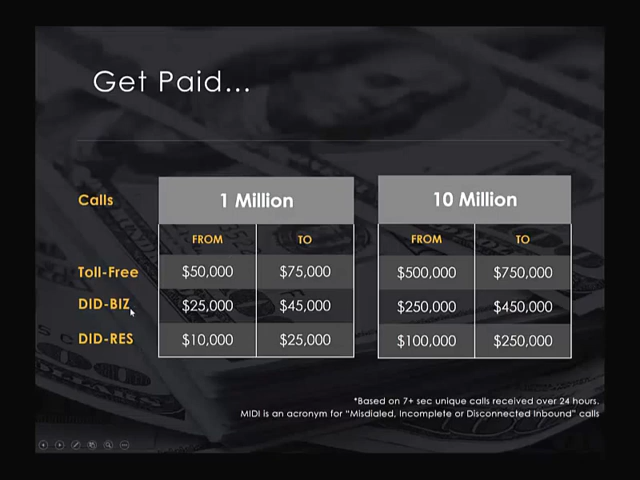 Get Paid...
Calls 1 Million 10 Million
FROM TO FROM TO
Toll-Free $50,000 $75,000 $500,000 $750,000
DID-BIZ $25,000 $45,000 $250,000 $450,000
DID-RES $10,000 $25,000 $100,000 $250,000
*Based on 7+ sec unique calls received over 24 hours.
MIDI is an acronym for “Misdialed, Incomplete or Disconnected Inbound” calls